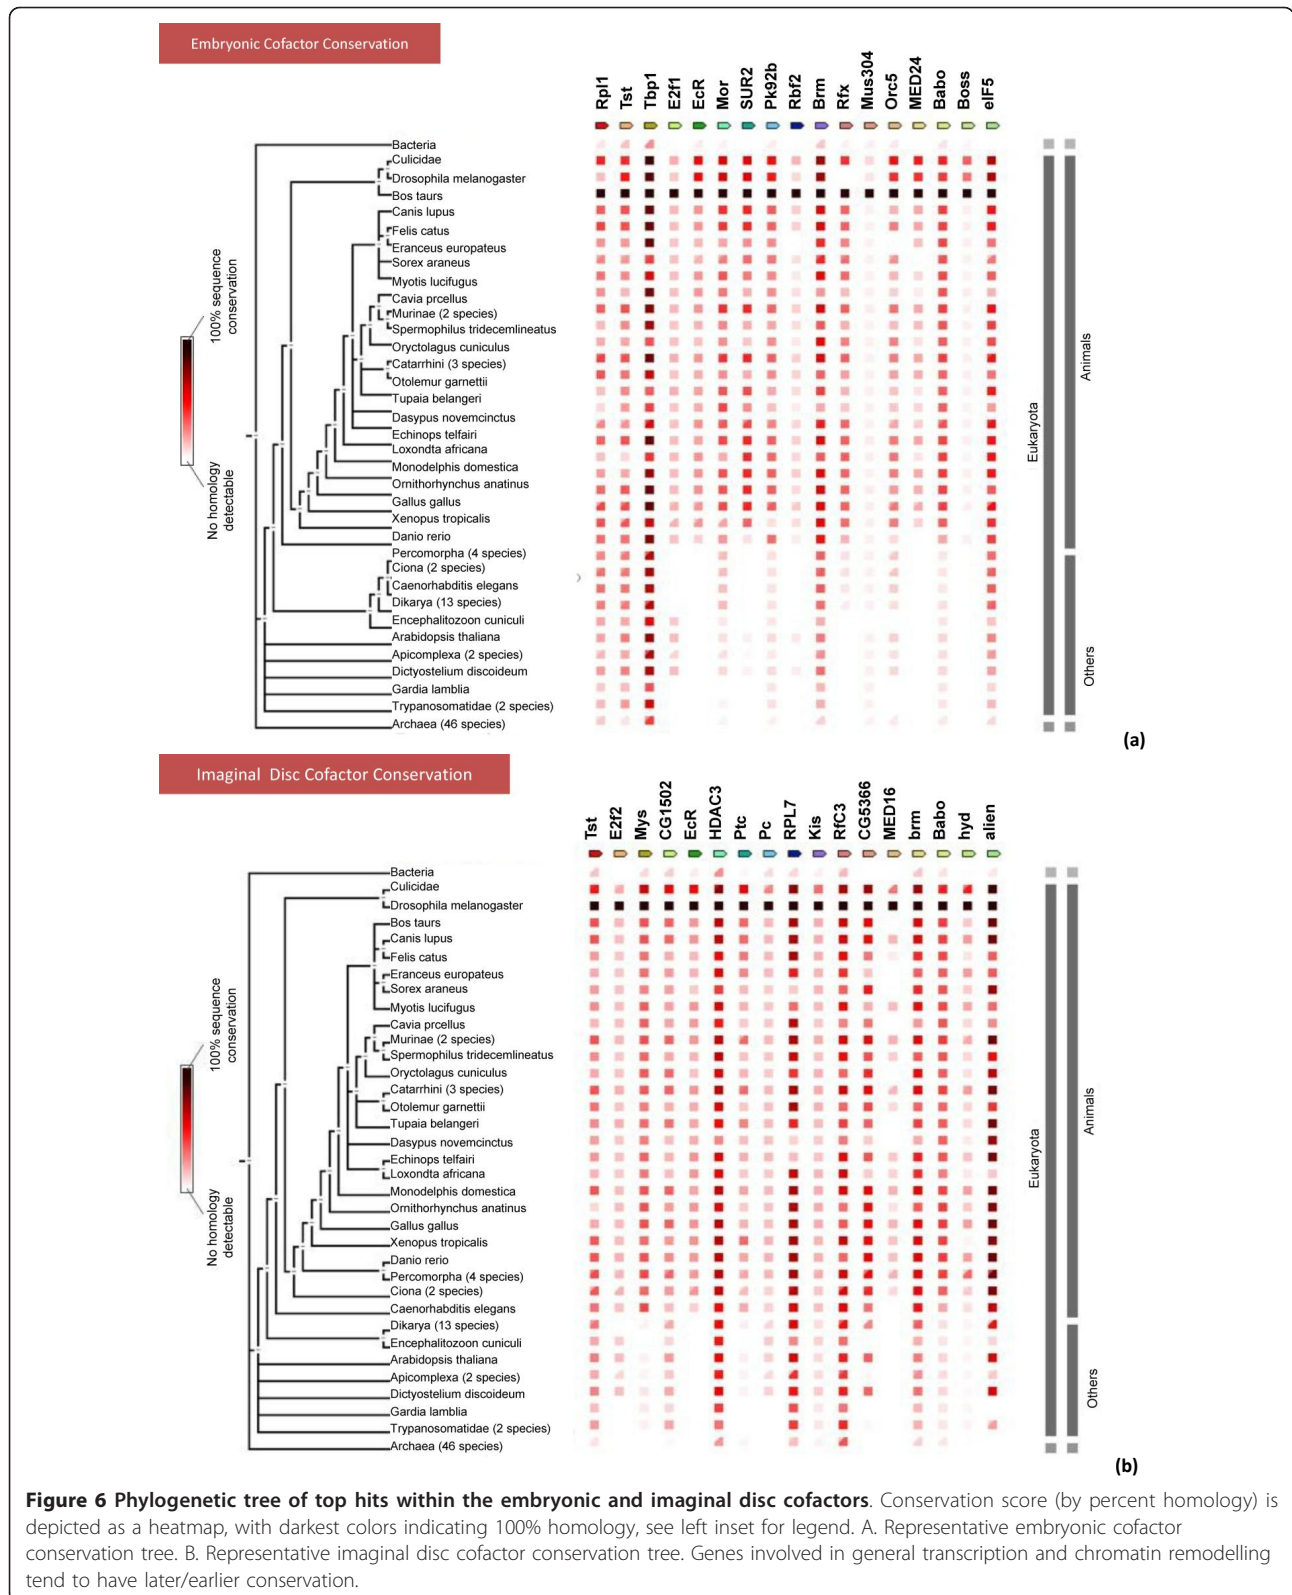 Embryonic Cofactor Conservation
Rpl1
Tst
Tbp1
E2f1
EcR
Mor
SUR2
Pk92b
Rbf2
Brm
Rfx
Mus304
Orc5
MED24
Babo
Boss
eIF5
Bacteria
Culicidae
Drosophila melanogaster
Bos taurs
Canis lupus
Felis catus
Eranceus europateus
Sorex araneus
Myotis lucifugus
Cavia prcellus
Murinae (2 species)
Spermophilus tridecemlineatus
Oryctolagus cuniculus
Catarrhini (3 species)
Otolemur garnettii
Tupaia belangeri
Dasypus novemcinctus
Echinops telfairi
Loxondta africana
Monodelphis domestica
Ornithorhynchus anatinus
Gallus gallus
Xenopus tropicalis
Danio rerio
Percomorpha (4 species)
Ciona (2 species)
Caenorhabditis elegans
Dikarya (13 species)
Encephalitozoon cuniculi
Arabidopsis thaliana
Apicomplexa (2 species)
Dictyostelium discoideum
Gardia lamblia
Trypansomatidae (2 species)
Archaea (46 species)
100% sequence
conservation
No homology
detectable
Eukaryota
Animals
Others
(a)
Imaginal Disc Cofactor Conservation
Tst
E2f2
Mys
CG1502
EcR
HDAC3
Ptc
Pc
RPL7
Kis
RfC3
CG5366
MED16
brm
Babo
hyd
alien
Bacteria
Culicidae
Drosophila melanogaster
Bos taurs
Canis lupus
Felis catus
Eranceus europateus
Sorex araneus
Myotis lucifugus
Cavia prcellus
Murinae (2 species)
Spermophilus tridecemlineatus
Oryctolagus cuniculus
Catarrhini (3 species)
Otolemur garnettii
Tupaia belangeri
Dasypus novemcinctus
Echinops telfairi
Loxondta africana
Monodelphis domestica
Ornithorhynchus anatinus
Gallus gallus
Xenopus tropicalis
Danio rerio
Percomorpha (4 species)
Ciona (2 species)
Caenorhabditis elegans
Dikarya (13 species)
Encephalitozoon cuniculi
Arabidopsis thaliana
Apicomplexa (2 species)
Dictyostelium discoideum
Gardia lamblia
Trypanosomatidae (2 species)
Archaea (46 species)
100% sequence
conservation
No homology
detectable
Eukaryota
Animals
Others
(b)
Figure 6 Phylogenetic tree of top hits within the embryonic and imaginal disc cofactors. Conservation score (by percent homology) is
depicted as a heatmap, with darkest colors indicating 100% homology, see left inset for legend. A. Representative embryonic cofactor
conservation tree. B. Representative imaginal disc cofactor conservation tree. Genes involved in general transcription and chromatin remodelling
tend to have later/earlier conservation.